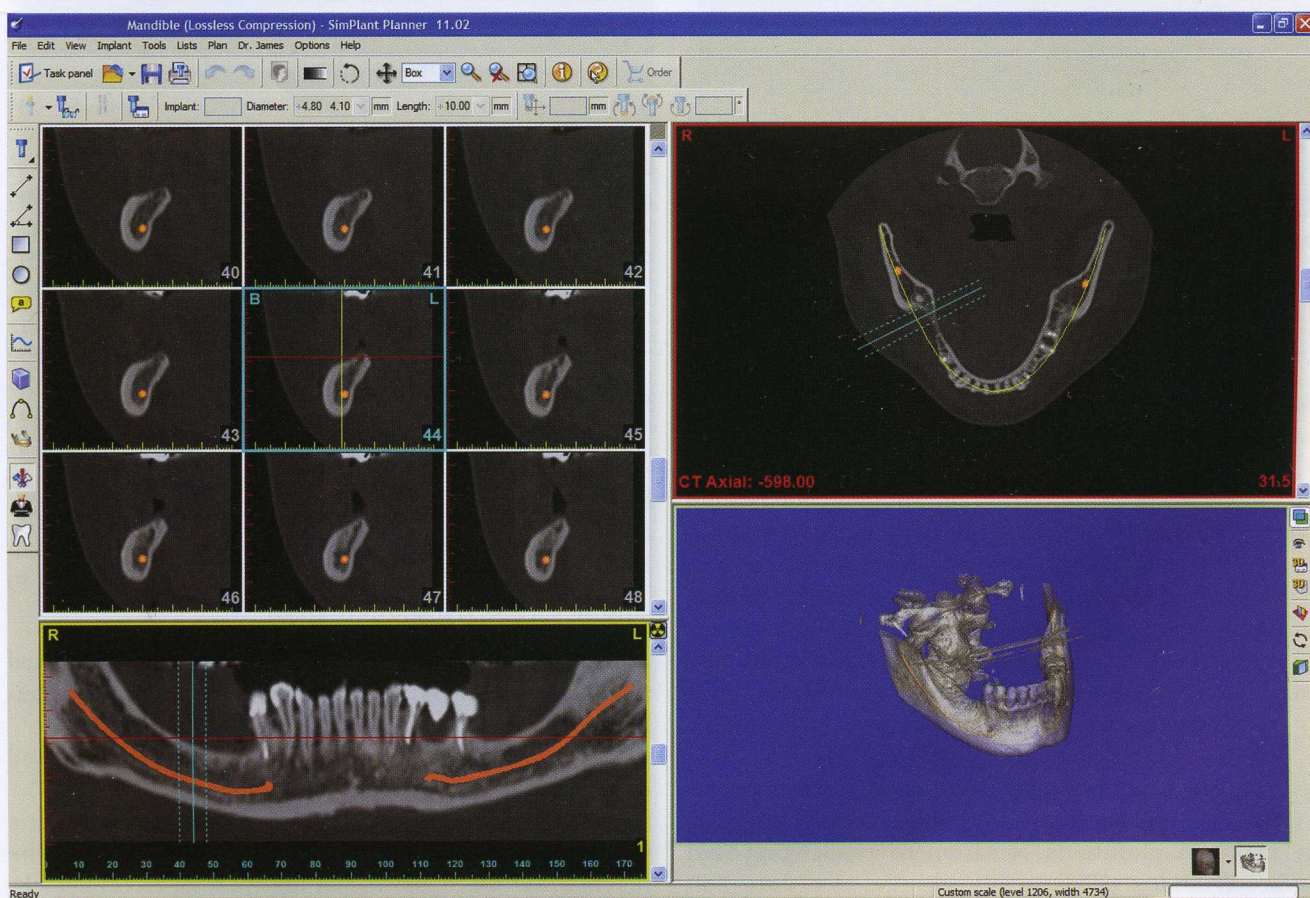 Mandible (Lossless Compression) - SimPlant Planner 11.02
File Edit View Implant Tools Lists Plan Dr. James Options Help
Task panel Box Order
Implant: Diameter: ÷4.80 4.10 mm Length: ÷10.00 mm mm °
40 41 42
B L
43 44 45
46 47 48
R L
CT Axial: -598.00 31.5
3D
3D
R L
1
10 20 30 40 50 60 70 80 90 100 110 120 130 140 150 160 170
Ready Custom scale (level 1206, width 4734)